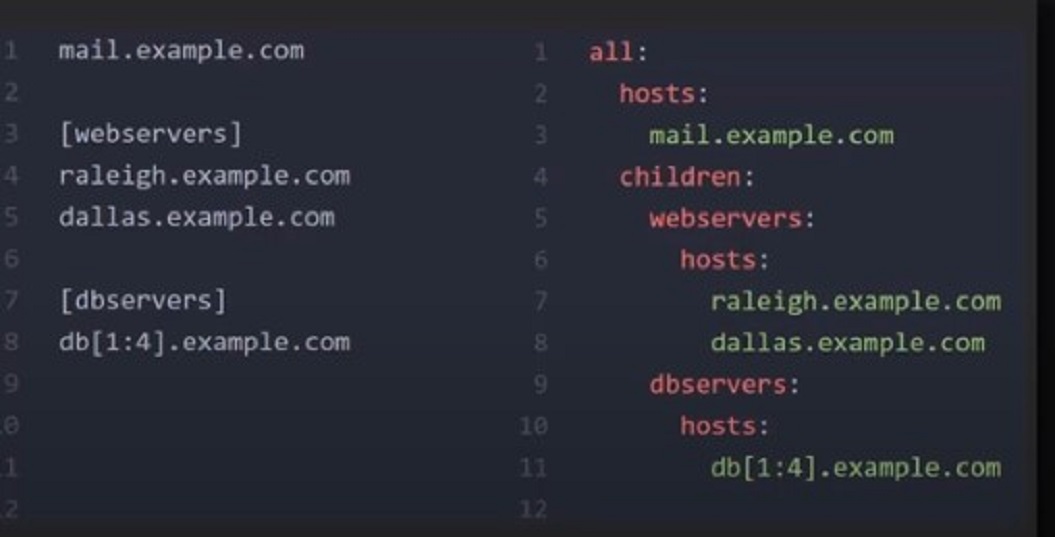 1 mail.example.com
2
3 [webservers]
4 raleigh.example.com
5 dallas.example.com
6
7 [dbservers]
8 db[1:4].example.com
9
0
1
2
1 all:
2 hosts:
3 mail.example.com
4 children:
5 webservers:
6 hosts:
7 raleigh.example.com
8 dallas.example.com
9 dbservers:
10 hosts:
11 db[1:4].example.com
12